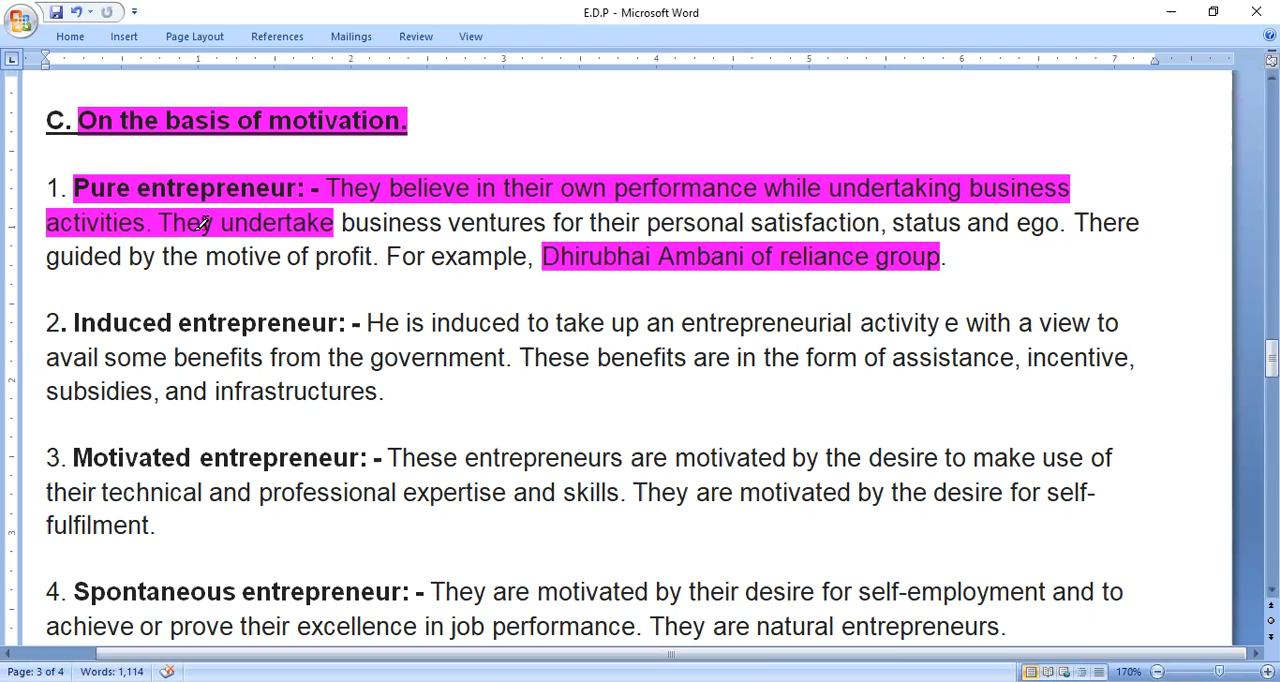 E.D.P - Microsoft Word
Home Insert Page Layout References Mailings Review View
1 2 3 4 5 6 7
C. On the basis of motivation.
1. Pure entrepreneur: - They believe in their own performance while undertaking business
activities. They undertake business ventures for their personal satisfaction, status and ego. There
guided by the motive of profit. For example, Dhirubhai Ambani of reliance group.
2. Induced entrepreneur: - He is induced to take up an entrepreneurial activity e with a view to
avail some benefits from the government. These benefits are in the form of assistance, incentive,
subsidies, and infrastructures.
3. Motivated entrepreneur: - These entrepreneurs are motivated by the desire to make use of
their technical and professional expertise and skills. They are motivated by the desire for self-
fulfilment.
4. Spontaneous entrepreneur: - They are motivated by their desire for self-employment and to
achieve or prove their excellence in job performance. They are natural entrepreneurs.
Page: 3 of 4 Words: 1,114 170%